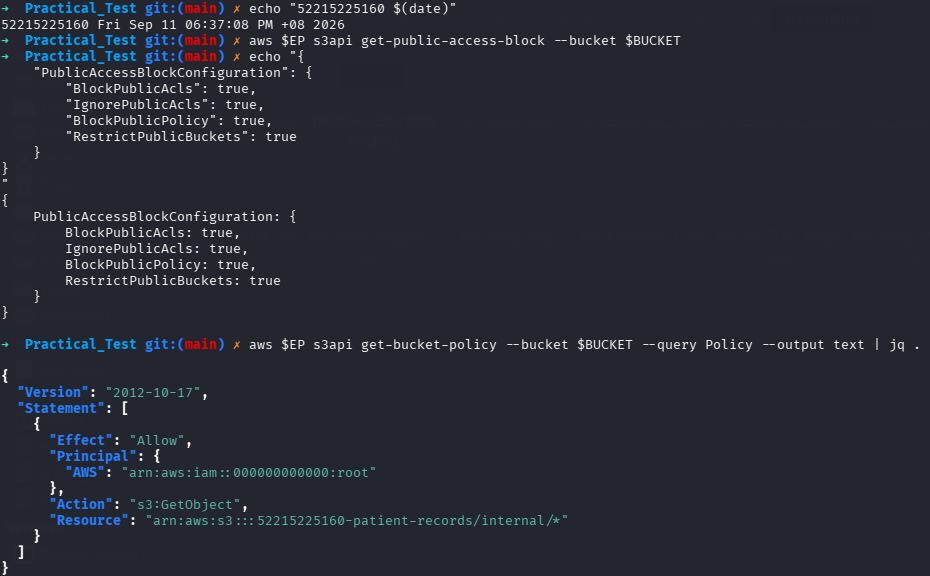 →  Practical_Test git:(main) ✗ echo "52215225160 $(date)"
52215225160 Fri Sep 11 06:37:08 PM +08 2026
→  Practical_Test git:(main) ✗ aws $EP s3api get-public-access-block --bucket $BUCKET
→  Practical_Test git:(main) ✗ echo "{
    "PublicAccessBlockConfiguration": {
        "BlockPublicAcls": true,
        "IgnorePublicAcls": true,
        "BlockPublicPolicy": true,
        "RestrictPublicBuckets": true
    }
}
"
{
    PublicAccessBlockConfiguration: {
        BlockPublicAcls: true,
        IgnorePublicAcls: true,
        BlockPublicPolicy: true,
        RestrictPublicBuckets: true
    }
}

→  Practical_Test git:(main) ✗ aws $EP s3api get-bucket-policy --bucket $BUCKET --query Policy --output text | jq .

{
  "Version": "2012-10-17",
  "Statement": [
    {
      "Effect": "Allow",
      "Principal": {
        "AWS": "arn:aws:iam::000000000000:root"
      },
      "Action": "s3:GetObject",
      "Resource": "arn:aws:s3:::52215225160-patient-records/internal/*"
    }
  ]
}